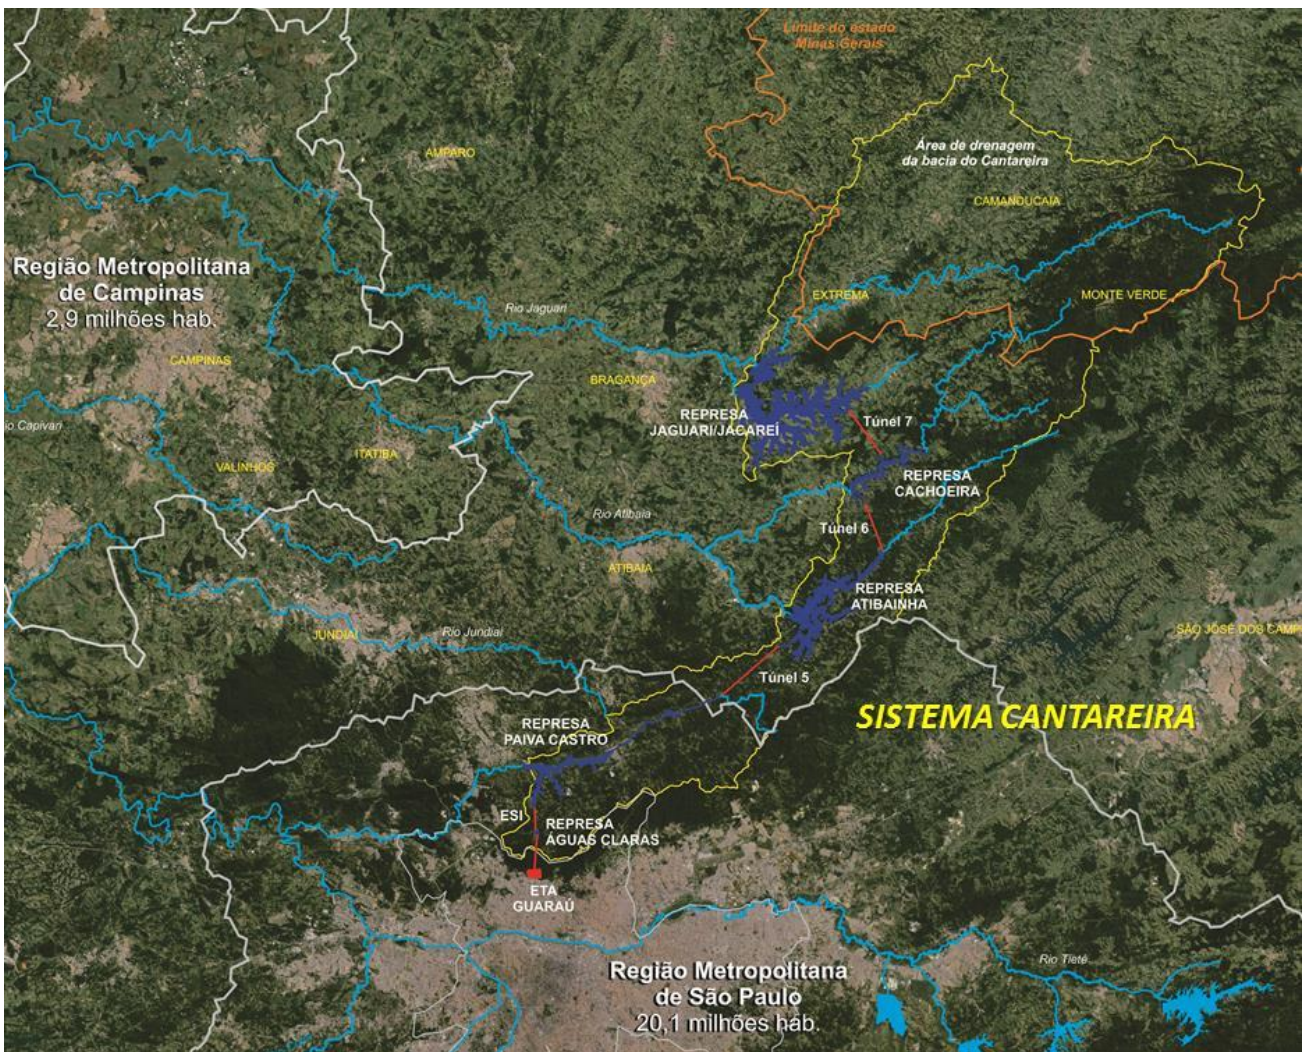 Limite do estado
Minas Gerais
Área de drenagem
da bacia do Cantareira
AMPARO
CAMANDUCAIA
Região Metropolitana
de Campinas
2,9 milhões hab.
EXTREMA
MONTE VERDE
Rio Jaguari
CAMPINAS
BRAGANÇA
REPRESA
JAGUARI/JACAREÍ
Túnel 7
o Capivari
ITATIBA
VALINHOS
REPRESA
CACHOEIRA
Rio Atibaia
Túnel 6
ATIBAIA
REPRESA
ATIBAINHA
JUNDIAÍ
Rio Jundiaí
SÃO JOSÉ DOS CAMP
Túnel 5
SISTEMA CANTAREIRA
REPRESA
PAIVA CASTRO
ESI
REPRESA
ÁGUAS CLARAS
ETA
GUARAÚ
Rio Tietê
Região Metropolitana
de São Paulo
20,1 milhões hab.